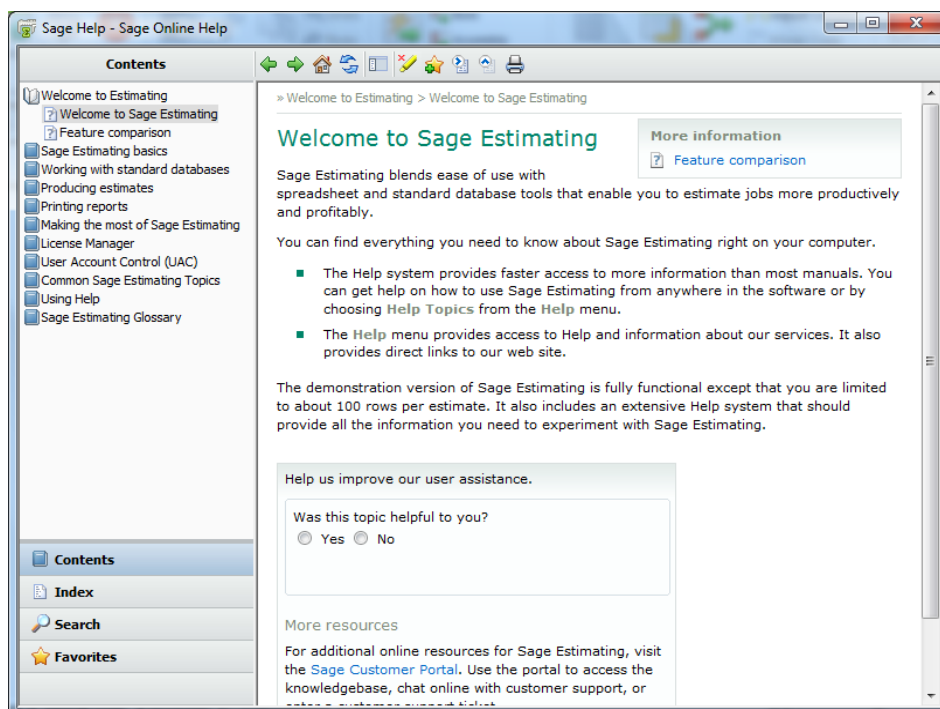 Sage Help - Sage Online Help
Contents
Welcome to Estimating
Welcome to Sage Estimating
Feature comparison
Sage Estimating basics
Working with standard databases
Producing estimates
Printing reports
Making the most of Sage Estimating
License Manager
User Account Control (UAC)
Common Sage Estimating Topics
Using Help
Sage Estimating Glossary
Contents
Index
Search
Favorites
» Welcome to Estimating > Welcome to Sage Estimating
Welcome to Sage Estimating
More information
Feature comparison
Sage Estimating blends ease of use with
spreadsheet and standard database tools that enable you to estimate jobs more productively
and profitably.
You can find everything you need to know about Sage Estimating right on your computer.
The Help system provides faster access to more information than most manuals. You
can get help on how to use Sage Estimating from anywhere in the software or by
choosing Help Topics from the Help menu.
The Help menu provides access to Help and information about our services. It also
provides direct links to our web site.
The demonstration version of Sage Estimating is fully functional except that you are limited
to about 100 rows per estimate. It also includes an extensive Help system that should
provide all the information you need to experiment with Sage Estimating.
Help us improve our user assistance.
Was this topic helpful to you?
Yes No
More resources
For additional online resources for Sage Estimating, visit
the Sage Customer Portal. Use the portal to access the
knowledgebase, chat online with customer support, or